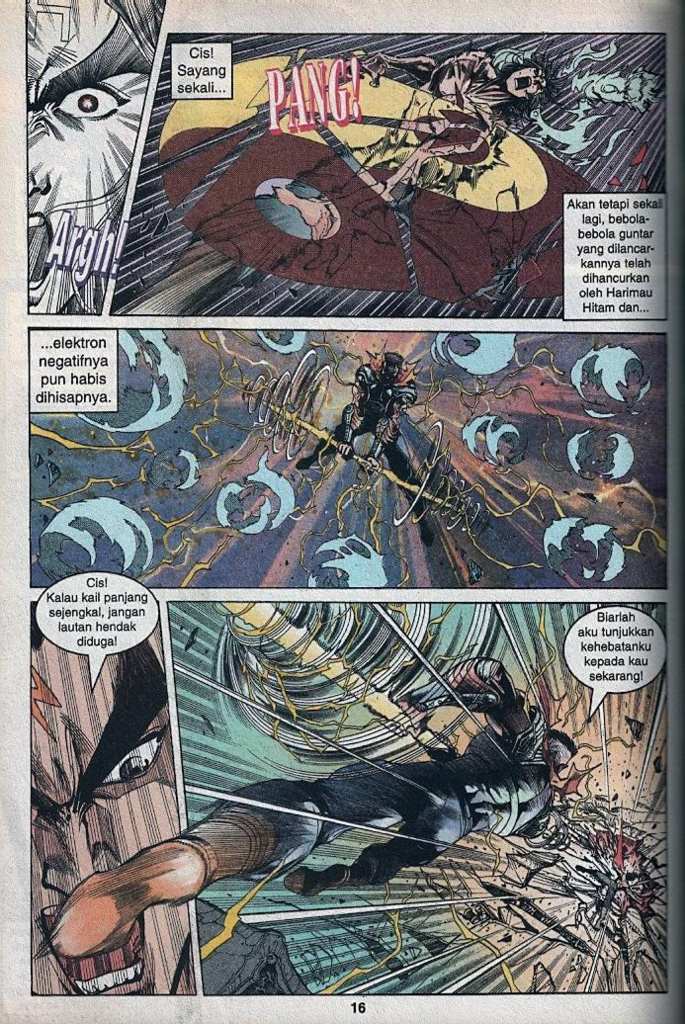 Cis!
Sayang
sekali...
PANG!
Argh!
Akan tetapi sekali
lagi, bebola-
bebola guntar
yang dilancar-
kannya telah
dihancurkan
oleh Harimau
Hitam dan...
...elektron
negatifnya
pun habis
dihisapnya.
Cis!
Kalau kail panjang
sejengkal, jangan
lautan hendak
diduga!
Biarlah
aku tunjukkan
kehebatanku
kepada kau
sekarang!
16